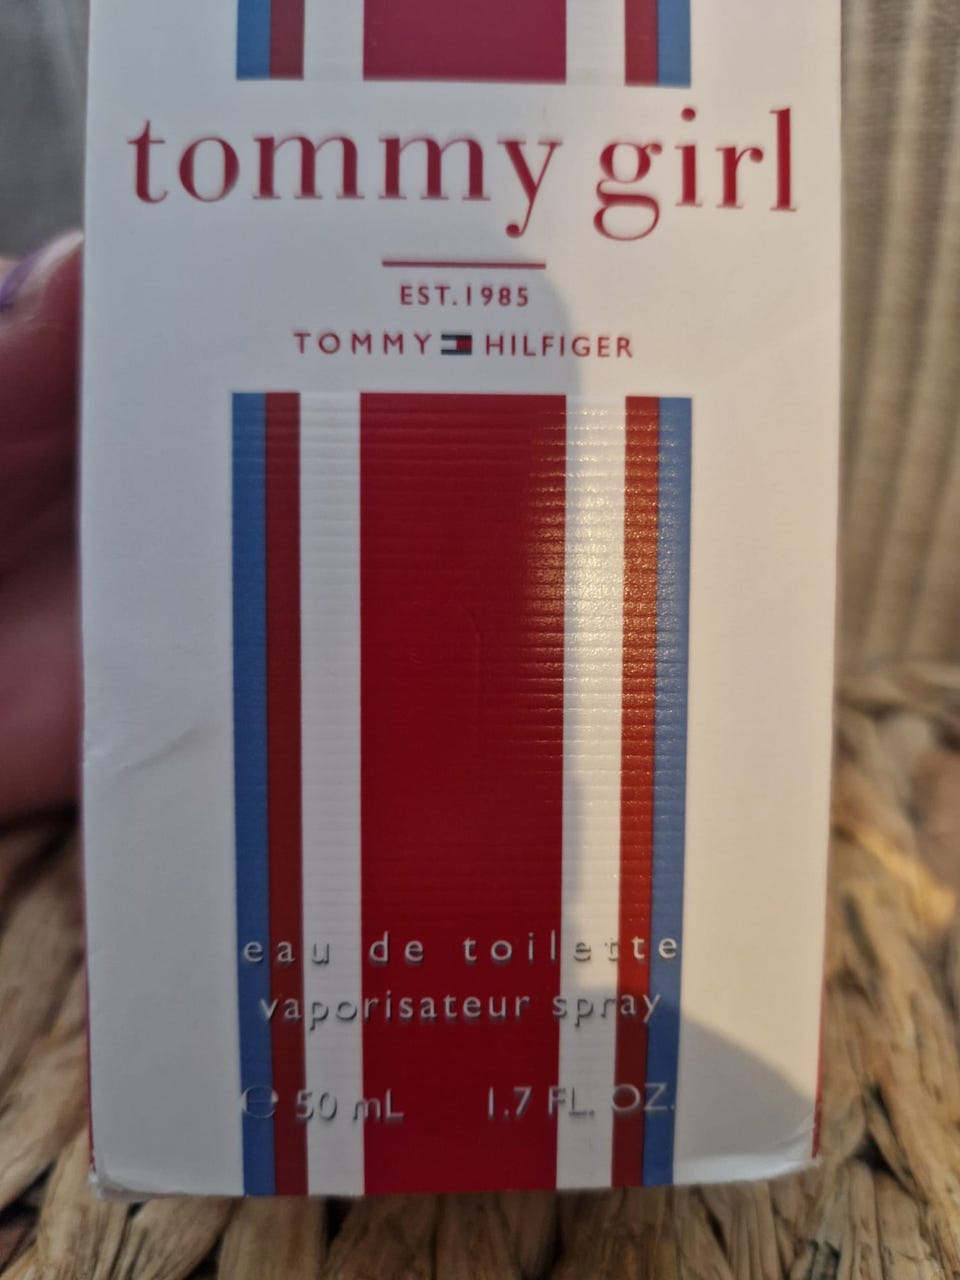 tommy girl
EST.1985
TOMMY HILFIGER
eau de toilette
vaporisateur spray
℮ 50 mL 1.7 FL. OZ.